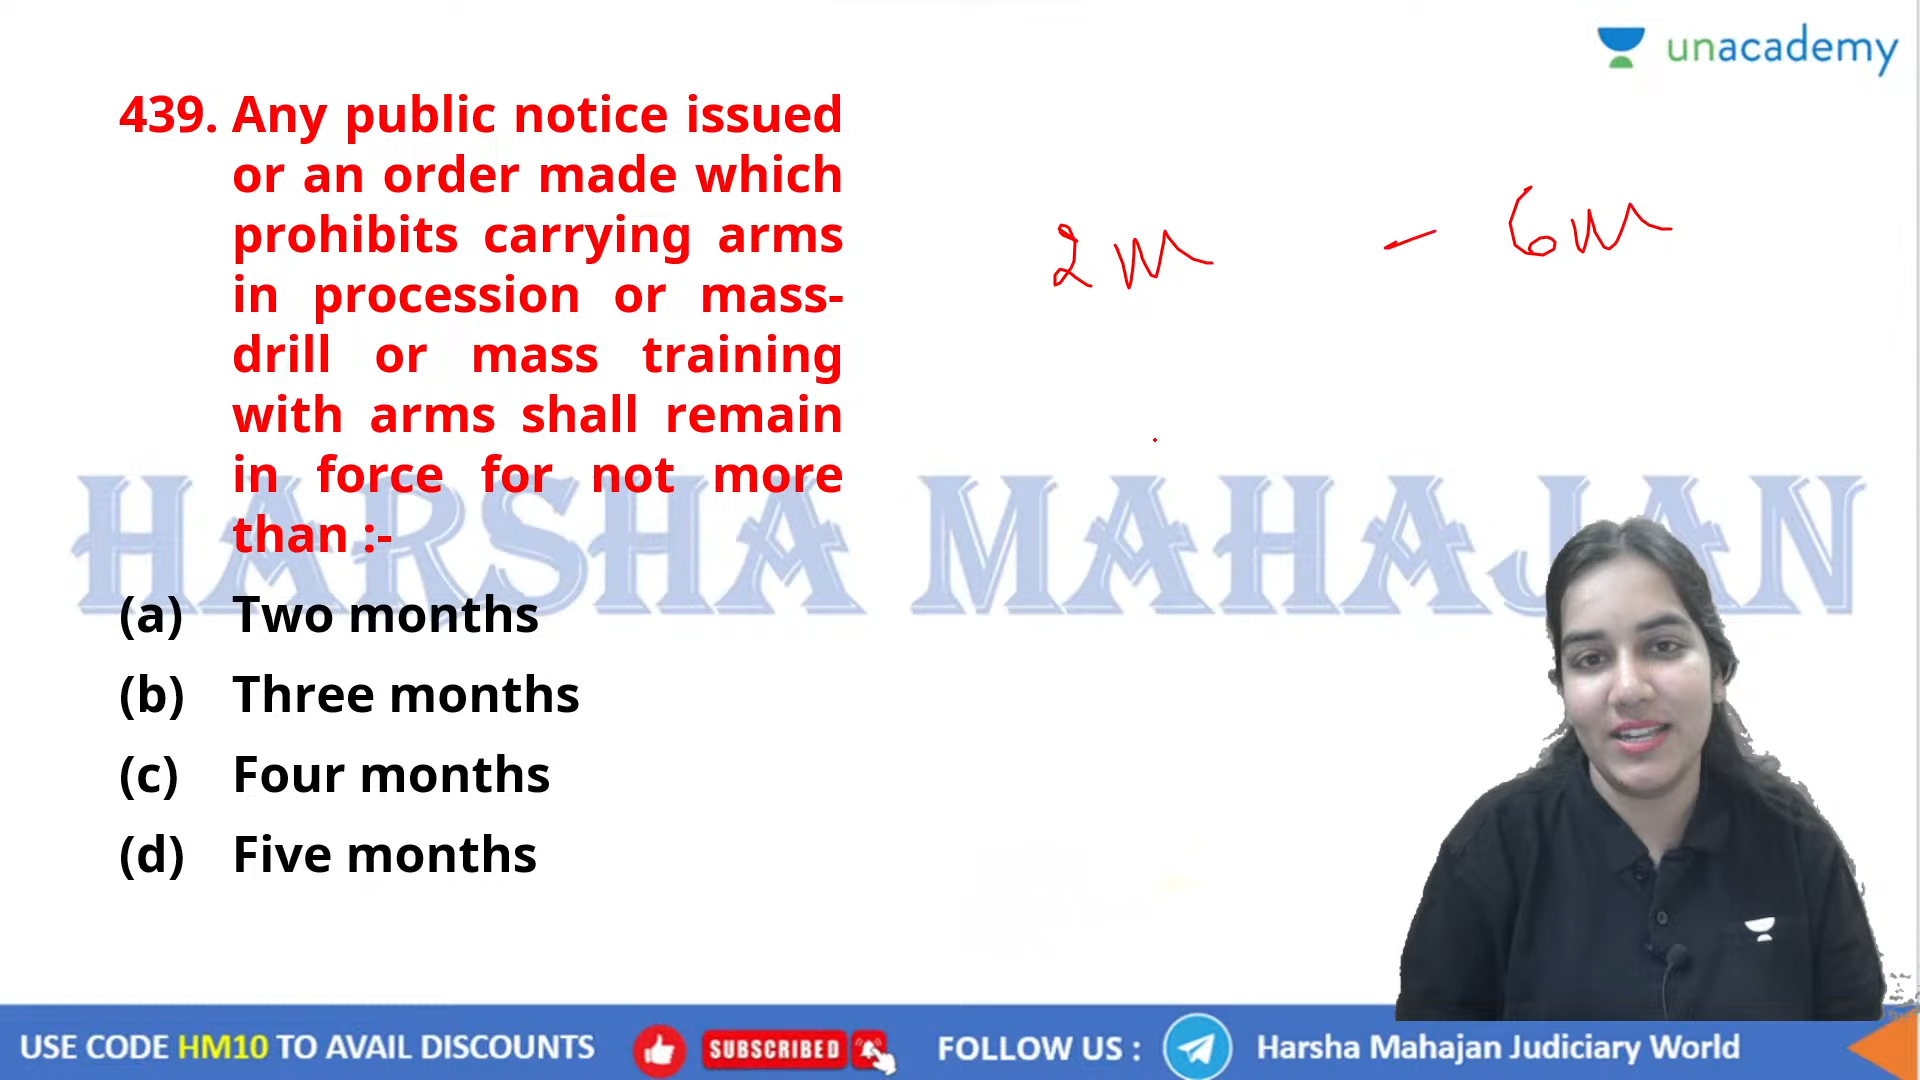 unacademy
439. Any public notice issued
or an order made which
prohibits carrying arms
in procession or mass-
drill or mass training
with arms shall remain
in force for not more
than :-
2m - 6m
HARSHA MAHAJAN
(a) Two months
(b) Three months
(c) Four months
(d) Five months
USE CODE HM10 TO AVAIL DISCOUNTS
SUBSCRIBED
FOLLOW US :
Harsha Mahajan Judiciary World